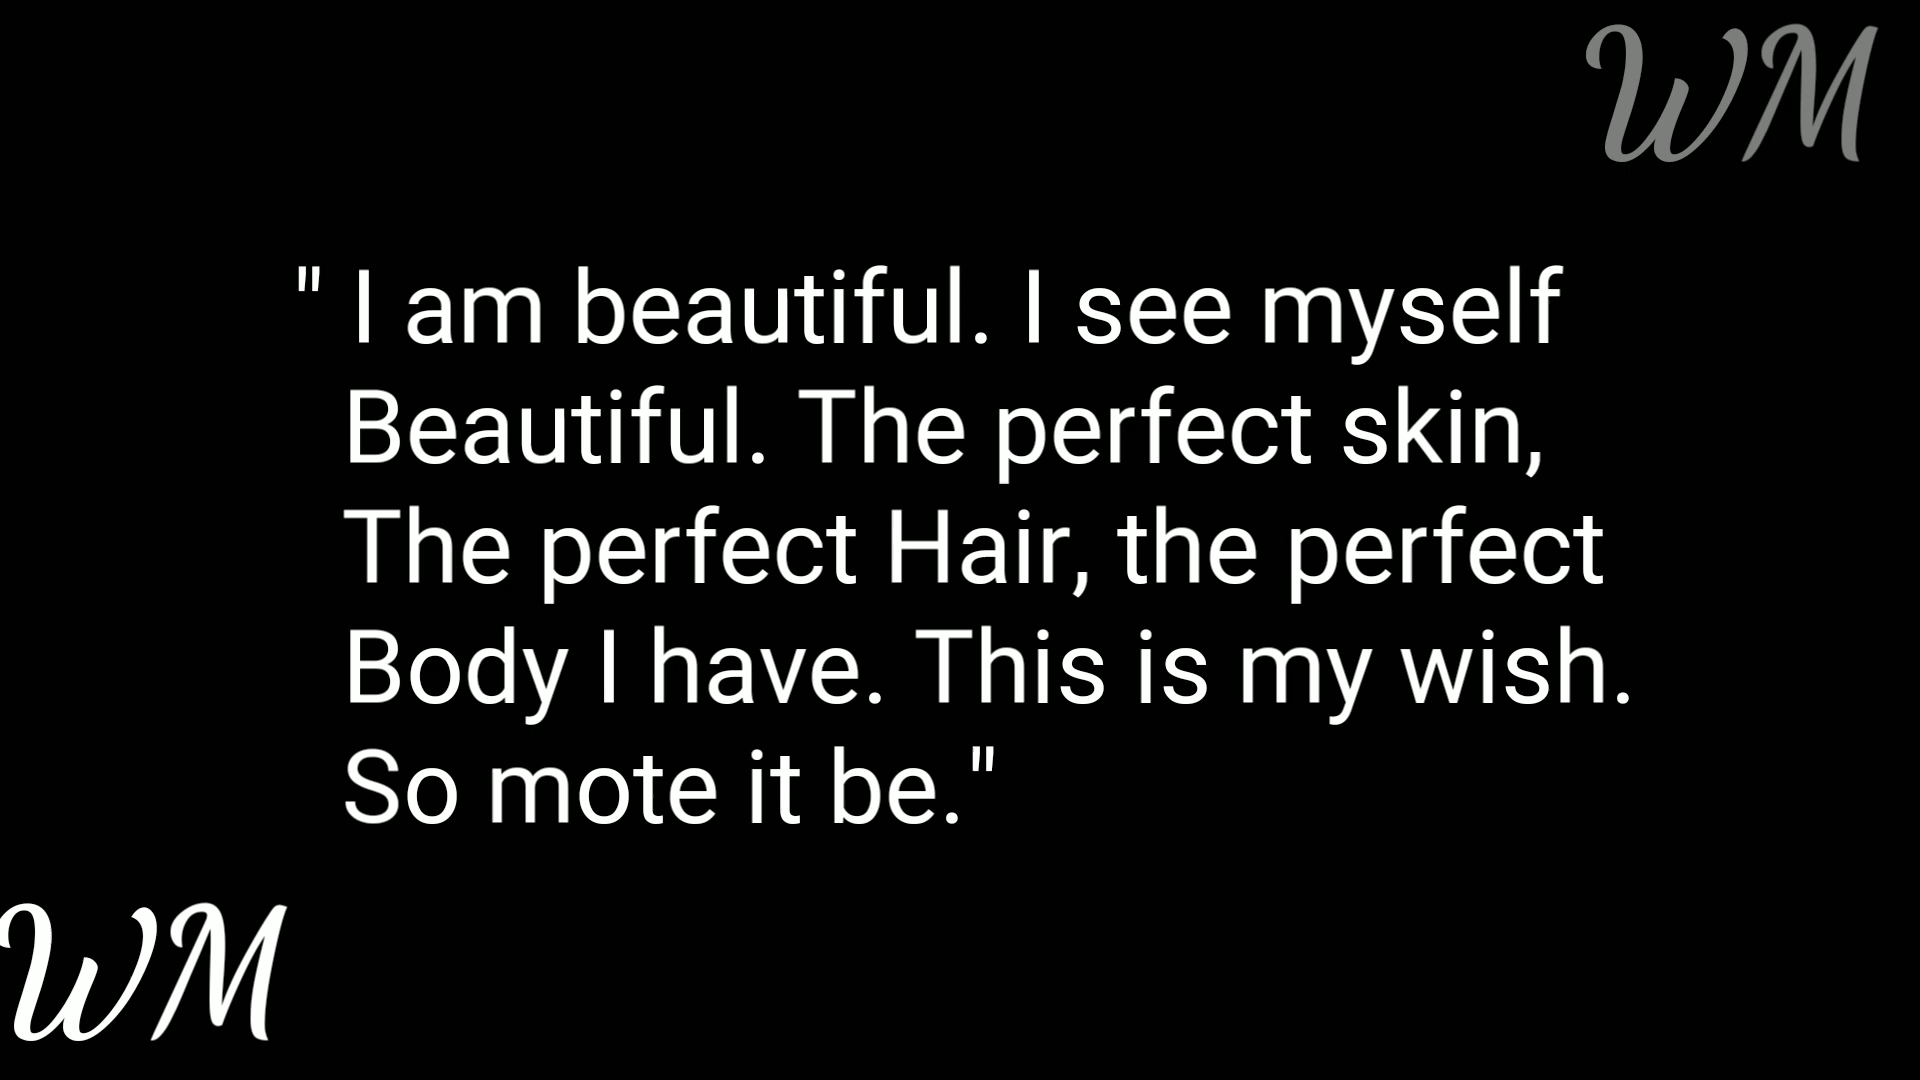 WM
" I am beautiful. I see myself
Beautiful. The perfect skin,
The perfect Hair, the perfect
Body I have. This is my wish.
So mote it be."
WM